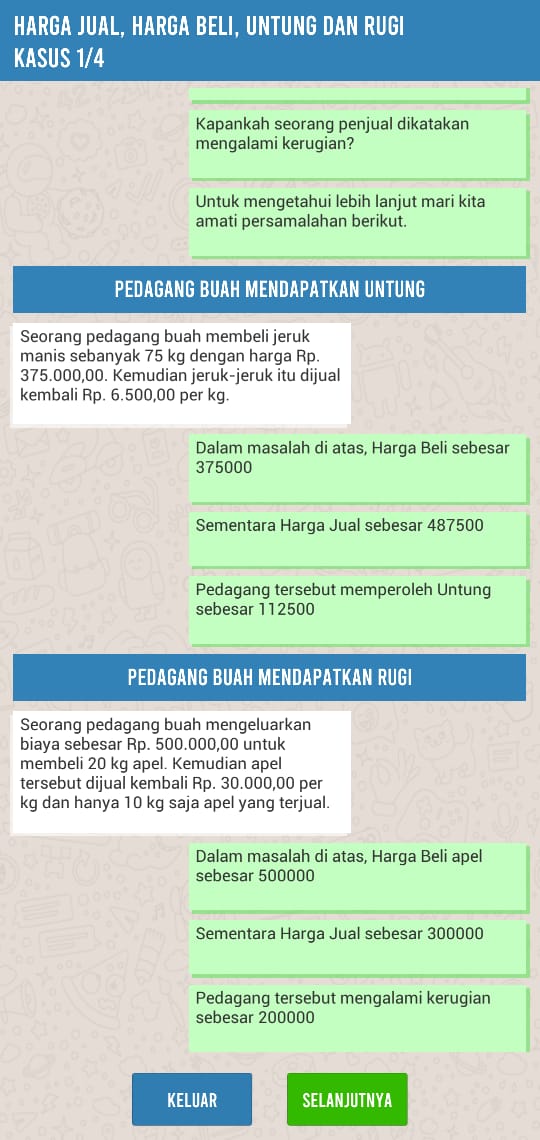 HARGA JUAL, HARGA BELI, UNTUNG DAN RUGI
KASUS 1/4
Kapankah seorang penjual dikatakan
mengalami kerugian?
Untuk mengetahui lebih lanjut mari kita
amati persamalahan berikut.
PEDAGANG BUAH MENDAPATKAN UNTUNG
Seorang pedagang buah membeli jeruk
manis sebanyak 75 kg dengan harga Rp.
375.000,00. Kemudian jeruk-jeruk itu dijual
kembali Rp. 6.500,00 per kg.
Dalam masalah di atas, Harga Beli sebesar
375000
Sementara Harga Jual sebesar 487500
Pedagang tersebut memperoleh Untung
sebesar 112500
PEDAGANG BUAH MENDAPATKAN RUGI
Seorang pedagang buah mengeluarkan
biaya sebesar Rp. 500.000,00 untuk
membeli 20 kg apel. Kemudian apel
tersebut dijual kembali Rp. 30.000,00 per
kg dan hanya 10 kg saja apel yang terjual.
Dalam masalah di atas, Harga Beli apel
sebesar 500000
Sementara Harga Jual sebesar 300000
Pedagang tersebut mengalami kerugian
sebesar 200000
KELUAR
SELANJUTNYA